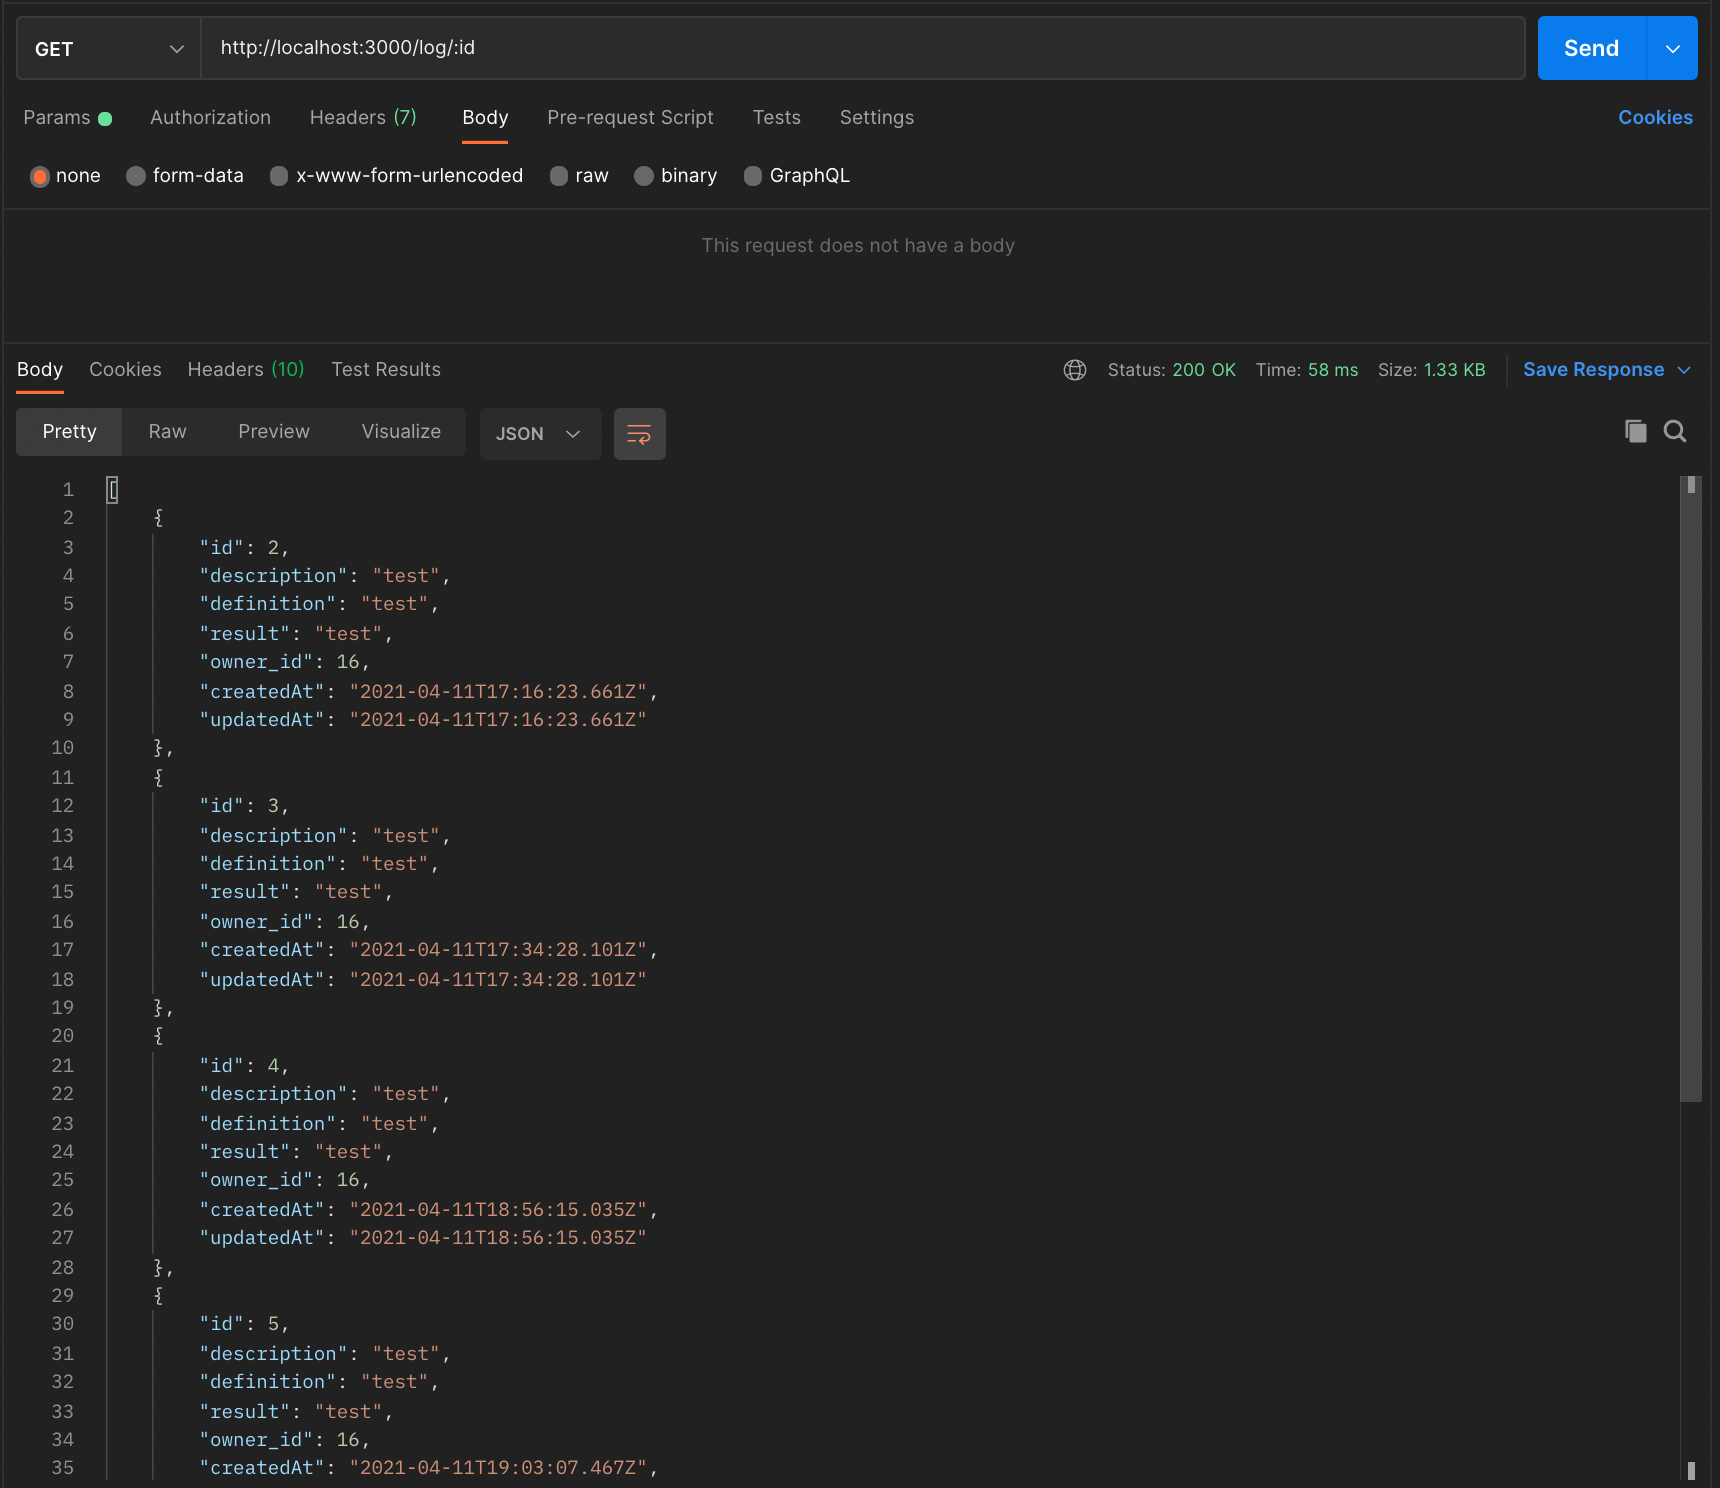 GET http://localhost:3000/log/:id Send
Params Authorization Headers (7) Body Pre-request Script Tests Settings Cookies
none form-data x-www-form-urlencoded raw binary GraphQL
This request does not have a body
Body Cookies Headers (10) Test Results Status: 200 OK Time: 58 ms Size: 1.33 KB Save Response
Pretty Raw Preview Visualize JSON
1 [
2 {
3 "id": 2,
4 "description": "test",
5 "definition": "test",
6 "result": "test",
7 "owner_id": 16,
8 "createdAt": "2021-04-11T17:16:23.661Z",
9 "updatedAt": "2021-04-11T17:16:23.661Z"
10 },
11 {
12 "id": 3,
13 "description": "test",
14 "definition": "test",
15 "result": "test",
16 "owner_id": 16,
17 "createdAt": "2021-04-11T17:34:28.101Z",
18 "updatedAt": "2021-04-11T17:34:28.101Z"
19 },
20 {
21 "id": 4,
22 "description": "test",
23 "definition": "test",
24 "result": "test",
25 "owner_id": 16,
26 "createdAt": "2021-04-11T18:56:15.035Z",
27 "updatedAt": "2021-04-11T18:56:15.035Z"
28 },
29 {
30 "id": 5,
31 "description": "test",
32 "definition": "test",
33 "result": "test",
34 "owner_id": 16,
35 "createdAt": "2021-04-11T19:03:07.467Z",